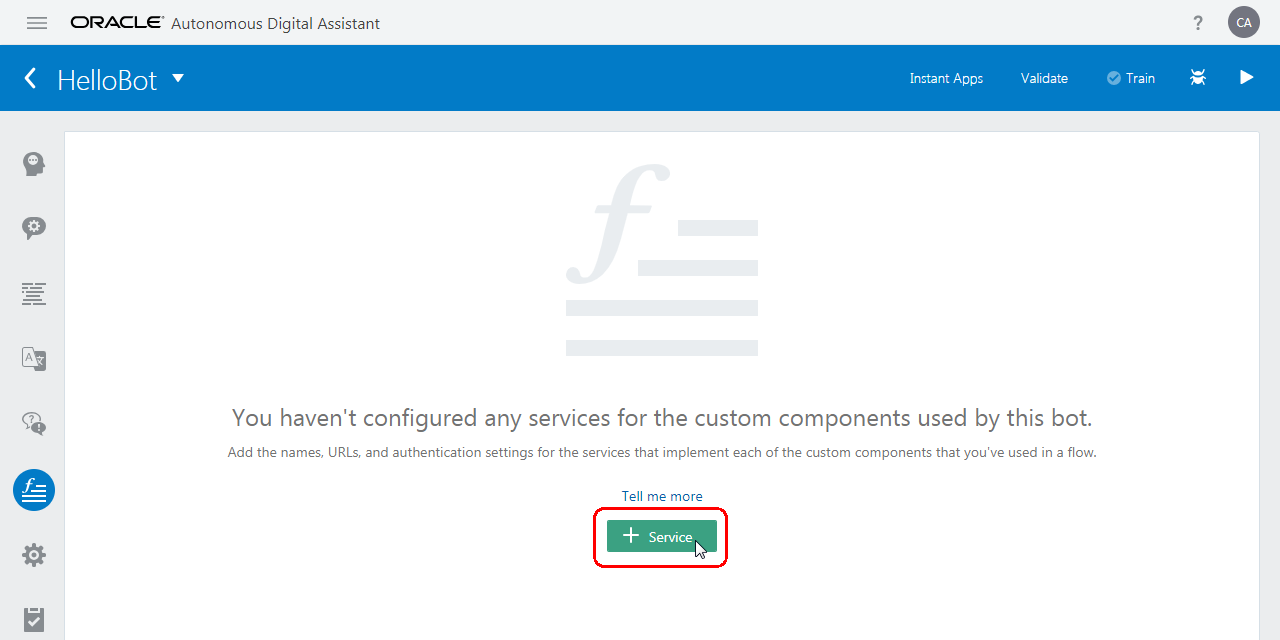 ORACLE® Autonomous Digital Assistant
? CA
HelloBot
Instant Apps Validate Train
You haven't configured any services for the custom components used by this bot.
Add the names, URLs, and authentication settings for the services that implement each of the custom components that you've used in a flow.
Tell me more
+ Service